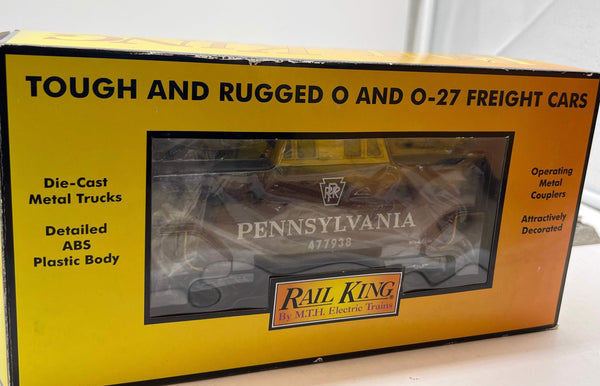 TOUGH AND RUGGED O AND O-27 FREIGHT CARS
Die-Cast
Metal Trucks
Detailed
ABS
Plastic Body
PRR
PENNSYLVANIA
477938
Operating
Metal
Couplers
Attractively
Decorated
RAIL KING
By M.T.H. Electric Trains